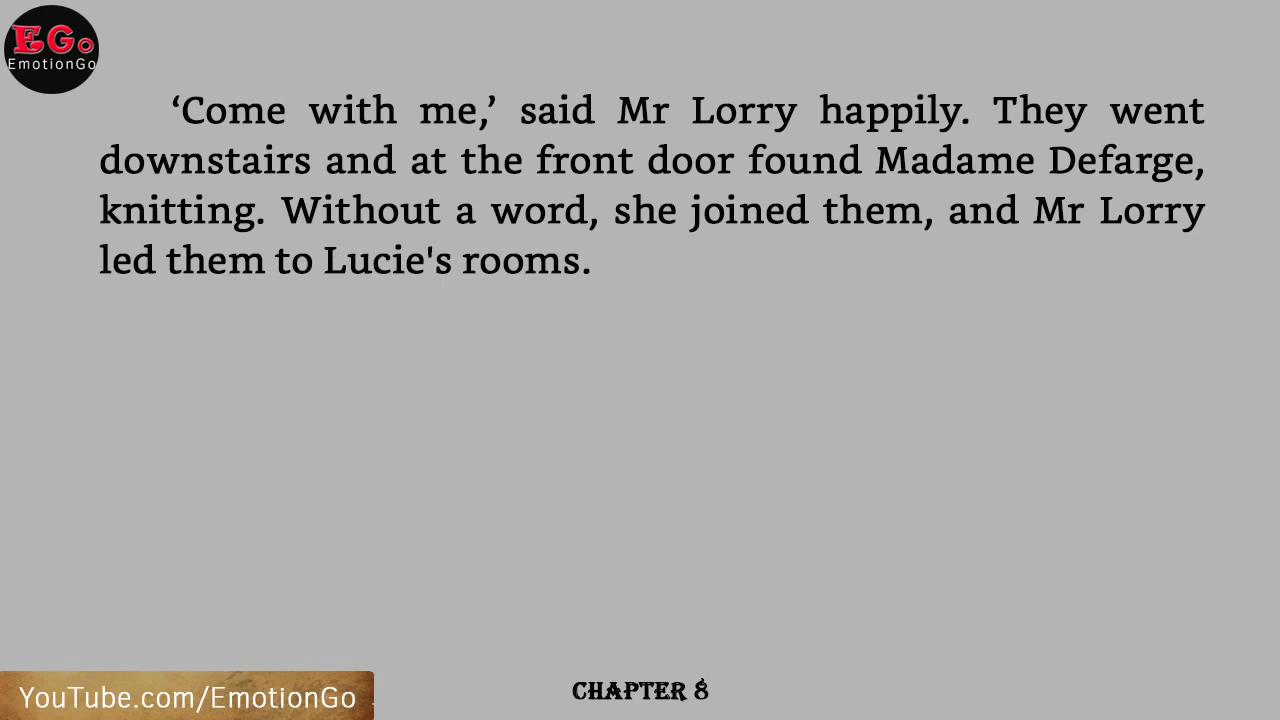 EGo
EmotionGo
‘Come with me,’ said Mr Lorry happily. They went
downstairs and at the front door found Madame Defarge,
knitting. Without a word, she joined them, and Mr Lorry
led them to Lucie's rooms.
YouTube.com/EmotionGo
CHAPTER 8